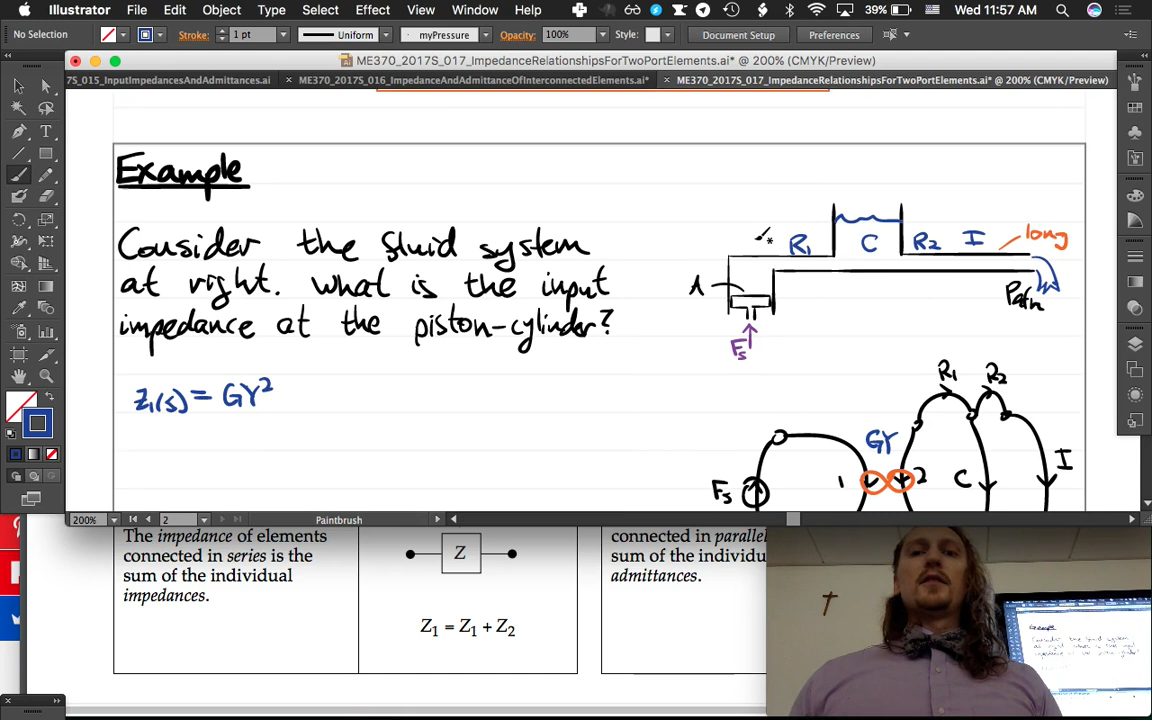 Illustrator File Edit Object Type Select Effect View Window Help 39% Wed 11:57 AM
No Selection Stroke: 1 pt Uniform myPressure Opacity: 100% Style: Document Setup Preferences
ME370_2017S_017_ImpedanceRelationshipsForTwoPortElements.ai* @ 200% (CMYK/Preview)
7S_015_InputImpedancesAndAdmittances.ai ME370_2017S_016_ImpedanceAndAdmittanceOfInterconnectedElements.ai* ME370_2017S_017_ImpedanceRelationshipsForTwoPortElements.ai* @ 200% (CMYK/Preview)
Example
Consider the fluid system
at right. What is the input
impedance at the piston-cylinder?
Z₁(s) = GY²
R₁ C R₂ I long
A Patm
Fs
R₁ R₂
GY
Fs 1 2 C I
200% 2 Paintbrush
The impedance of elements
connected in series is the
sum of the individual
impedances.
Z
Z₁ = Z₁ + Z₂
connected in parallel
sum of the individu
admittances.